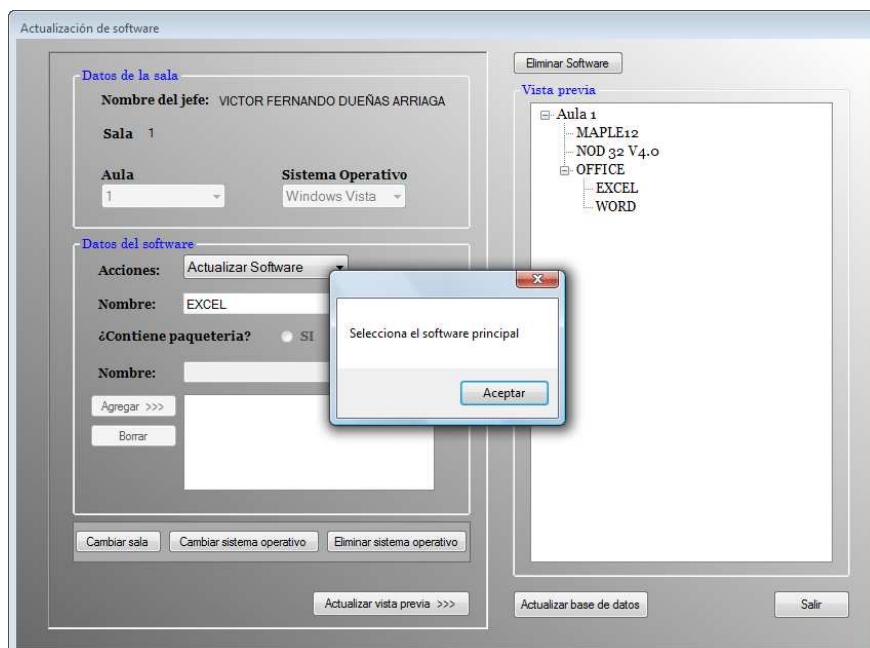 Actualización de software
Datos de la sala
Nombre del jefe: VICTOR FERNANDO DUEÑAS ARRIAGA
Sala 1
Aula Sistema Operativo
1 Windows Vista
Datos del software
Acciones: Actualizar Software
Nombre: EXCEL
¿Contiene paqueteria? SI
Nombre:
Agregar >>>
Borrar
Cambiar sala Cambiar sistema operativo Eliminar sistema operativo
Actualizar vista previa >>>
Selecciona el software principal
Aceptar
Eliminar Software
Vista previa
Aula 1
MAPLE12
NOD 32 V4.0
OFFICE
EXCEL
WORD
Actualizar base de datos Salir